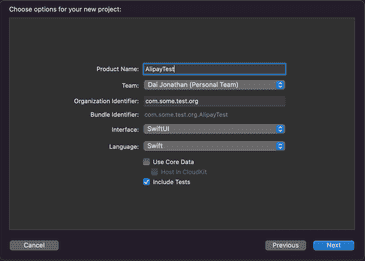 Choose options for your new project:
Product Name: AlipayTest
Team: Dai Jonathan (Personal Team)
Organization Identifier: com.some.test.org
Bundle Identifier: com.some.test.org.AlipayTest
Interface: SwiftUI
Language: Swift
Use Core Data
Host in CloudKit
Include Tests
Cancel Previous Next